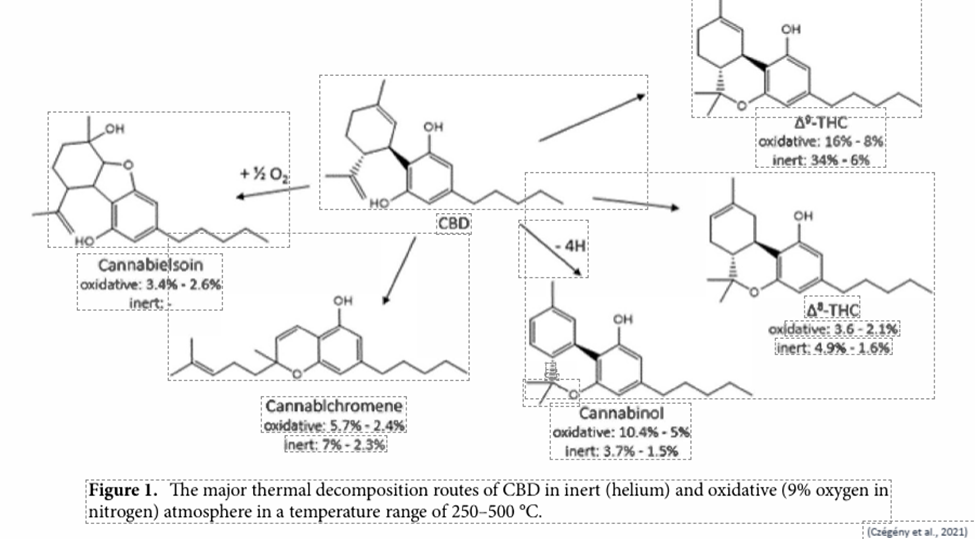 OH
Δ⁹-THC
oxidative: 16% - 8%
inert: 34% - 6%
OH
O
+ ½ O₂
HO
Cannabielsoin
oxidative: 3.4% - 2.6%
inert: -
OH
HO
CBD
- 4H
OH
O
Δ⁸-THC
oxidative: 3.6 - 2.1%
inert: 4.9% - 1.6%
OH
O
Cannabichromene
oxidative: 5.7% - 2.4%
inert: 7% - 2.3%
OH
O
Cannabinol
oxidative: 10.4% - 5%
inert: 3.7% - 1.5%
O
Figure 1. The major thermal decomposition routes of CBD in inert (helium) and oxidative (9% oxygen in
nitrogen) atmosphere in a temperature range of 250–500 °C.
(Czégény et al., 2021)